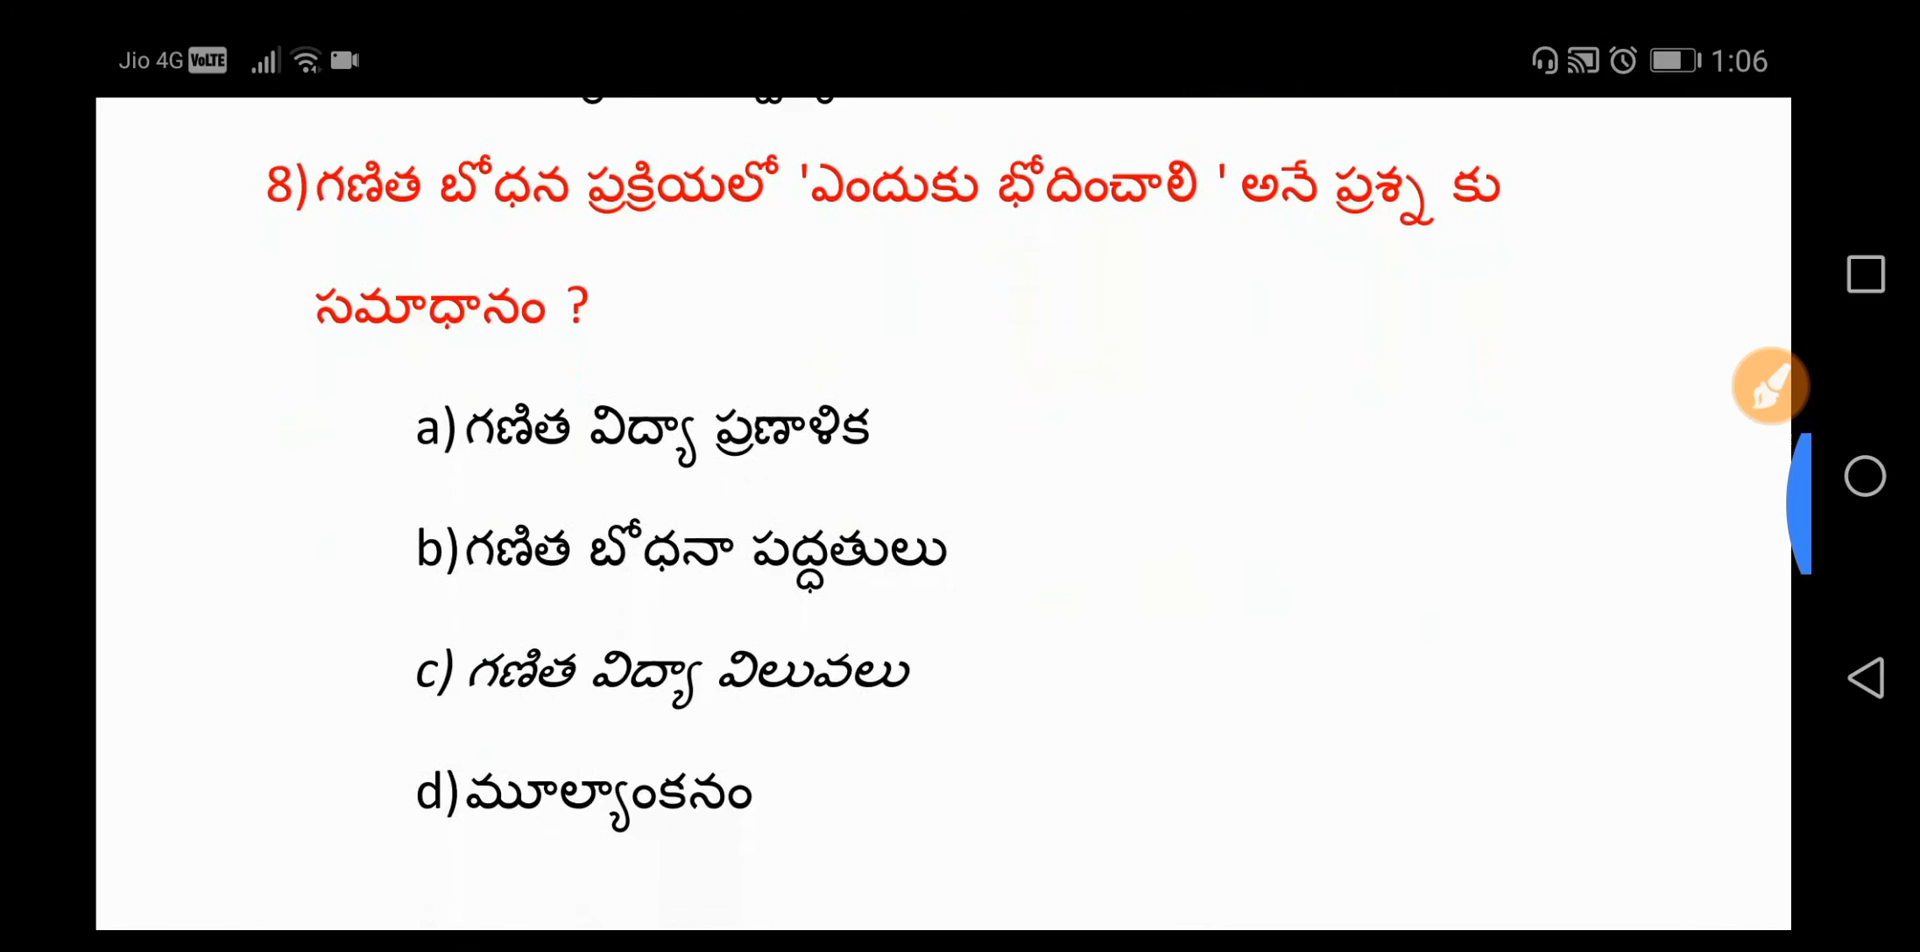 Jio 4G VoLTE 1:06
8)గణిత బోధన ప్రక్రియలో 'ఎందుకు భోదించాలి ' అనే ప్రశ్న కు
సమాధానం ?
a)గణిత విద్యా ప్రణాళిక
b)గణిత బోధనా పద్ధతులు
c) గణిత విద్యా విలువలు
d)మూల్యాంకనం